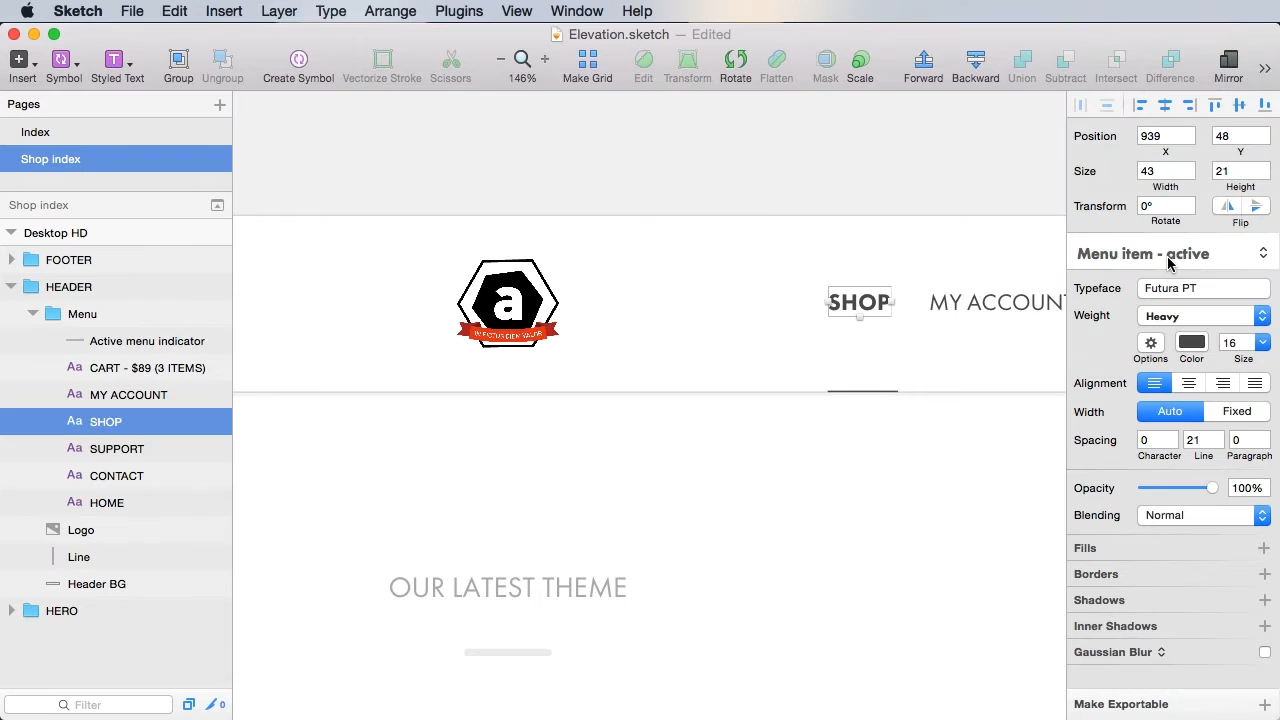 Sketch File Edit Insert Layer Type Arrange Plugins View Window Help
Elevation.sketch — Edited
Insert Symbol Styled Text Group Ungroup Create Symbol Vectorize Stroke Scissors 146% Make Grid Edit Transform Rotate Flatten Mask Scale Forward Backward Union Subtract Intersect Difference Mirror
Pages
Index
Shop index
Shop index
Desktop HD
FOOTER
HEADER
Menu
Active menu indicator
CART - $89 (3 ITEMS)
MY ACCOUNT
SHOP
SUPPORT
CONTACT
HOME
Logo
Line
Header BG
HERO
Filter
0
a
INVICTUS DIEM VALOR
SHOP
MY ACCOUNT
OUR LATEST THEME
Position 939 48
X Y
Size 43 21
Width Height
Transform 0º
Rotate Flip
Menu item - active
Typeface Futura PT
Weight Heavy
16
Options Color Size
Alignment
Width Auto Fixed
Spacing 0 21 0
Character Line Paragraph
Opacity 100%
Blending Normal
Fills
Borders
Shadows
Inner Shadows
Gaussian Blur
Make Exportable